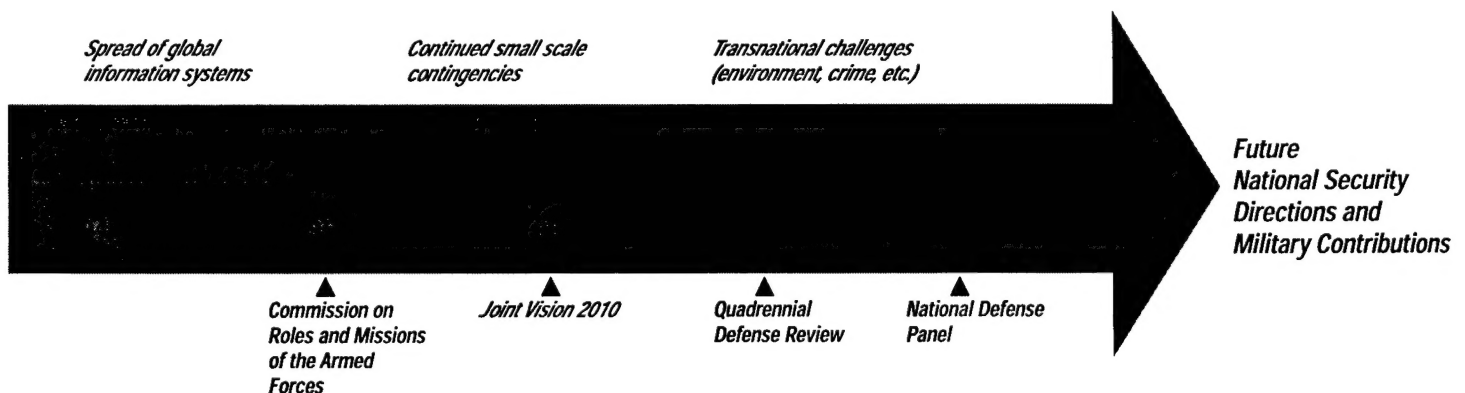 Spread of global
information systems
Continued small scale
contingencies
Transnational challenges
(environment, crime, etc.)
Future
National Security
Directions and
Military Contributions
Commission on
Roles and Missions
of the Armed
Forces
Joint Vision 2010
Quadrennial
Defense Review
National Defense
Panel